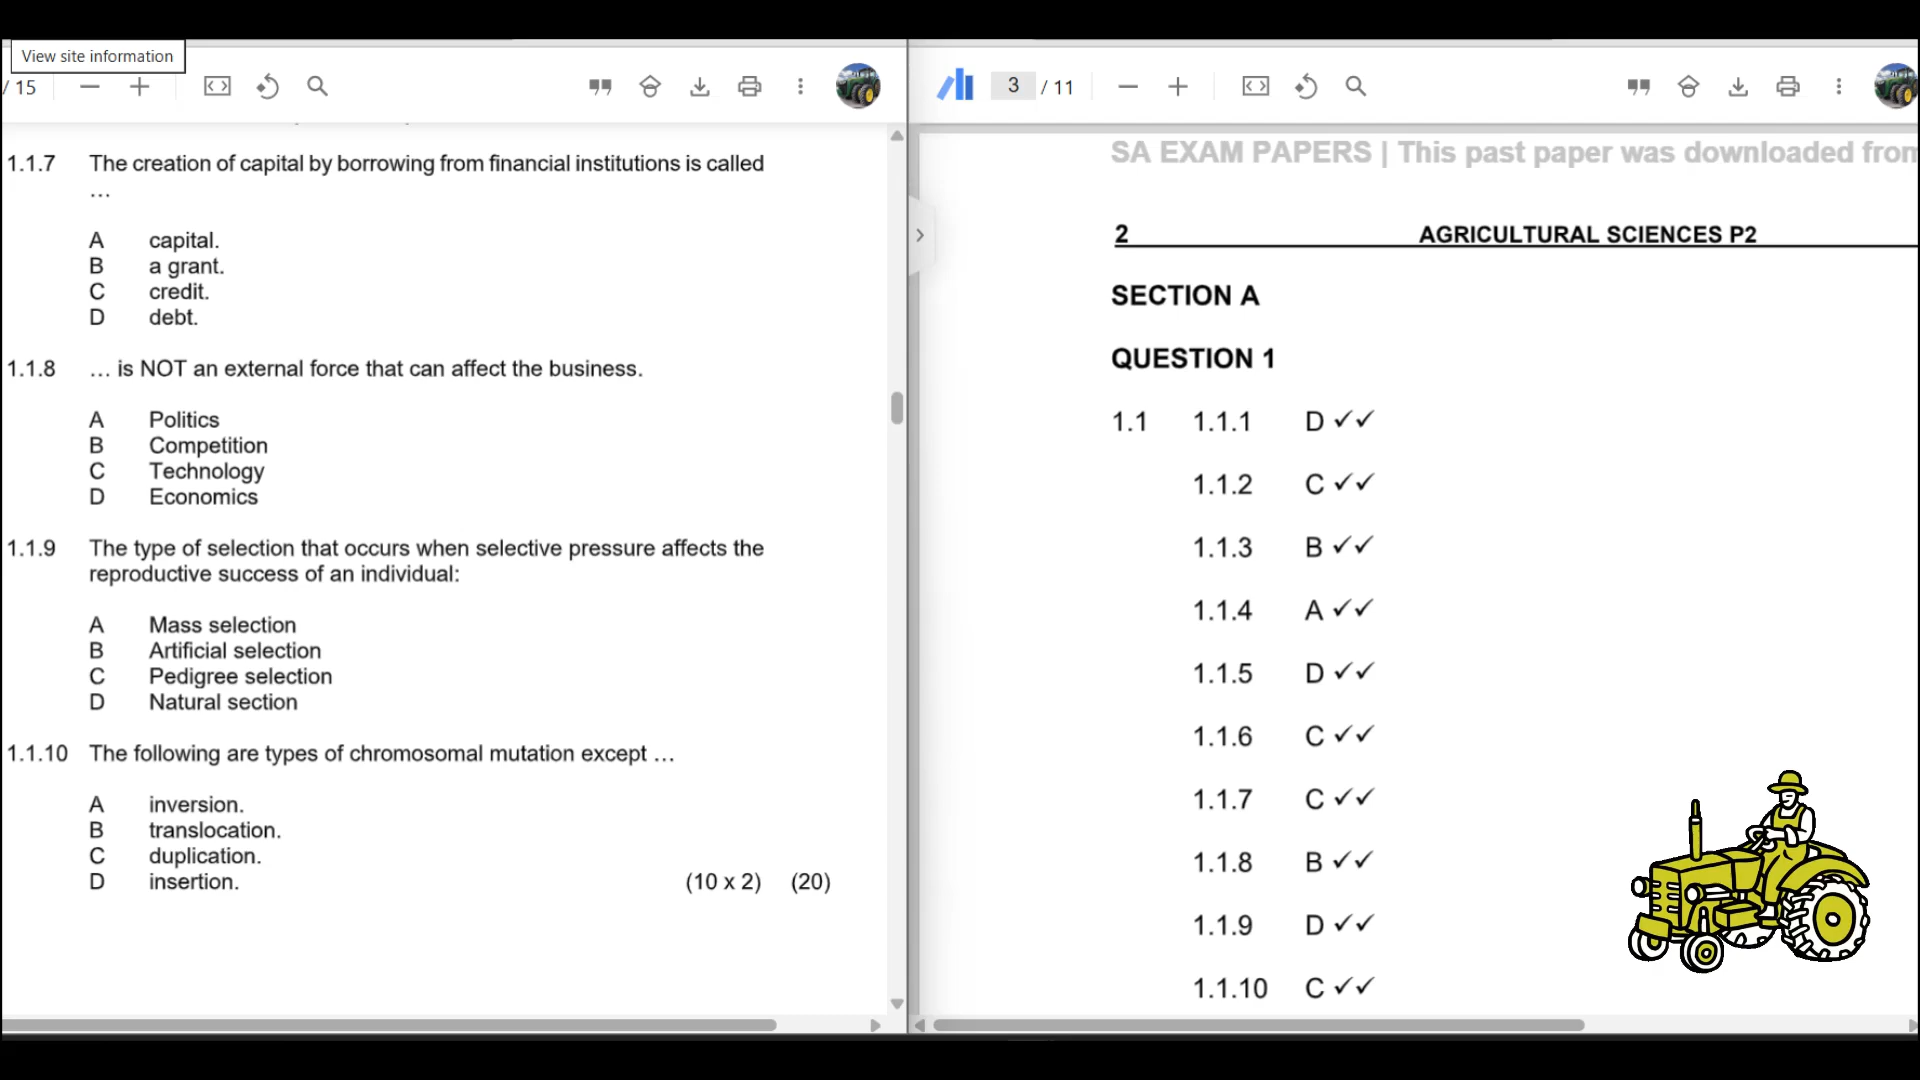 View site information
/ 15
1.1.7 The creation of capital by borrowing from financial institutions is called
...
A capital.
B a grant.
C credit.
D debt.
1.1.8 ... is NOT an external force that can affect the business.
A Politics
B Competition
C Technology
D Economics
1.1.9 The type of selection that occurs when selective pressure affects the
reproductive success of an individual:
A Mass selection
B Artificial selection
C Pedigree selection
D Natural section
1.1.10 The following are types of chromosomal mutation except ...
A inversion.
B translocation.
C duplication.
D insertion. (10 x 2) (20)
3 / 11
SA EXAM PAPERS | This past paper was downloaded from
2 AGRICULTURAL SCIENCES P2
SECTION A
QUESTION 1
1.1 1.1.1 D ✓✓
1.1.2 C ✓✓
1.1.3 B ✓✓
1.1.4 A ✓✓
1.1.5 D ✓✓
1.1.6 C ✓✓
1.1.7 C ✓✓
1.1.8 B ✓✓
1.1.9 D ✓✓
1.1.10 C ✓✓